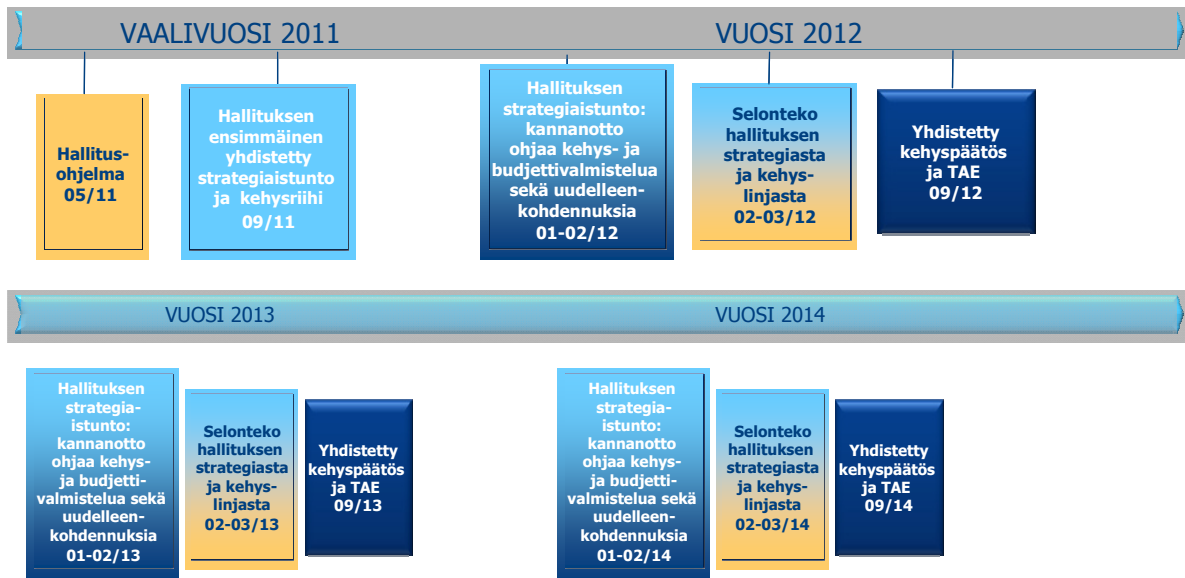 VAALIVUOSI 2011
VUOSI 2012
Hallitus-
ohjelma
05/11
Hallituksen
ensimmäinen
yhdistetty
strategiaistunto
ja kehysriihi
09/11
Hallituksen
strategiaistunto:
kannanotto
ohjaa kehys- ja
budjettivalmistelua
sekä uudelleen-
kohdennuksia
01-02/12
Selonteko
hallituksen
strategiasta
ja kehys-
linjasta
02-03/12
Yhdistetty
kehyspäätös
ja TAE
09/12
VUOSI 2013
VUOSI 2014
Hallituksen
strategia-
istunto:
kannanotto
ohjaa kehys-
ja budjetti-
valmistelua sekä
uudelleen-
kohdennuksia
01-02/13
Selonteko
hallituksen
strategiasta
ja kehys-
linjasta
02-03/13
Yhdistetty
kehyspäätös
ja TAE
09/13
Hallituksen
strategia-
istunto:
kannanotto
ohjaa kehys-
ja budjetti-
valmistelua sekä
uudelleen-
kohdennuksia
01-02/14
Selonteko
hallituksen
strategiasta
ja kehys-
linjasta
02-03/14
Yhdistetty
kehyspäätös
ja TAE
09/14